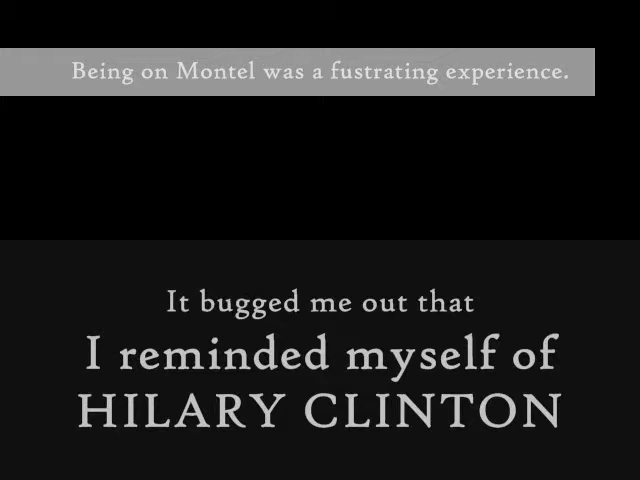 Being on Montel was a fustrating experience.
It bugged me out that
I reminded myself of
HILARY CLINTON